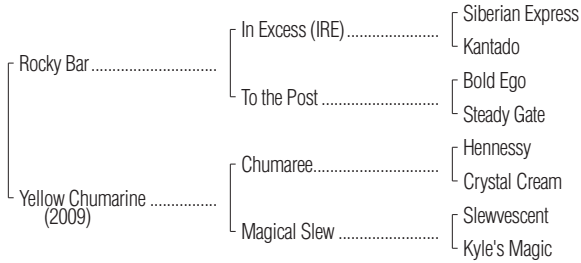 Siberian Express
In Excess (IRE)
Kantado
Rocky Bar
Bold Ego
To the Post
Steady Gate
Hennessy
Chumaree
Crystal Cream
Yellow Chumarine
(2009)
Slewvescent
Magical Slew
Kyle's Magic